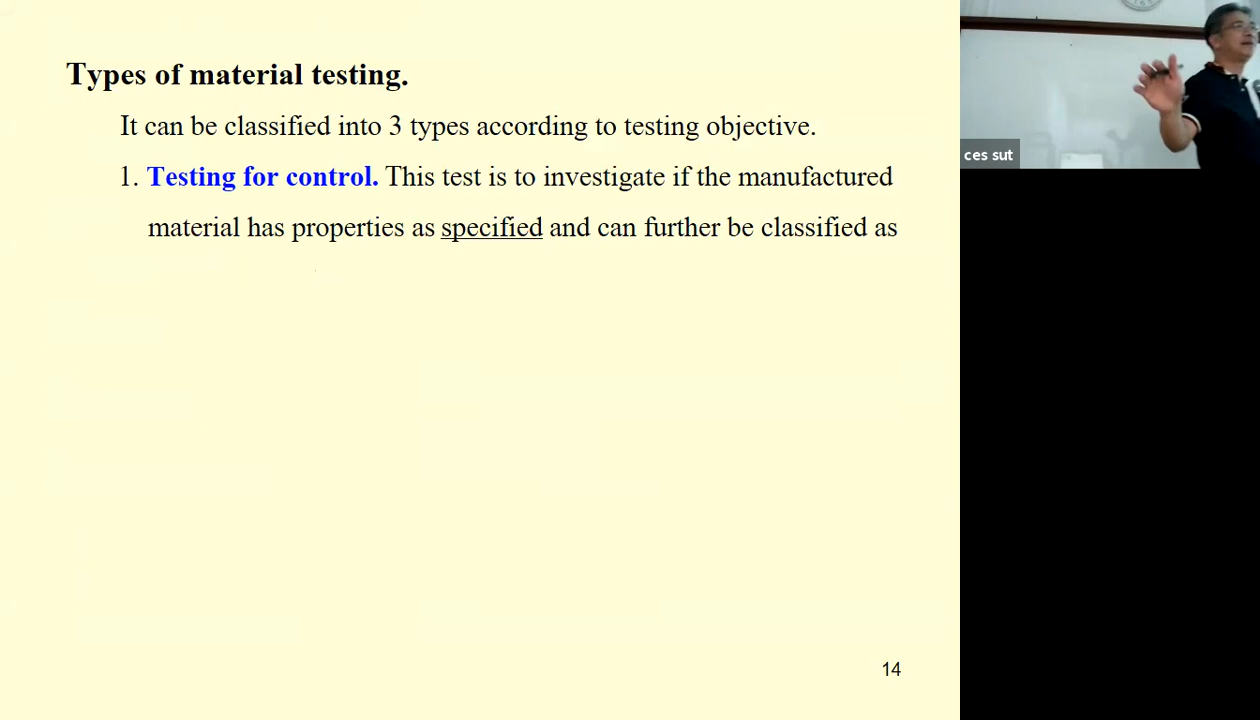 Types of material testing.
It can be classified into 3 types according to testing objective.
1. Testing for control. This test is to investigate if the manufactured
material has properties as specified and can further be classified as
ces sut
14